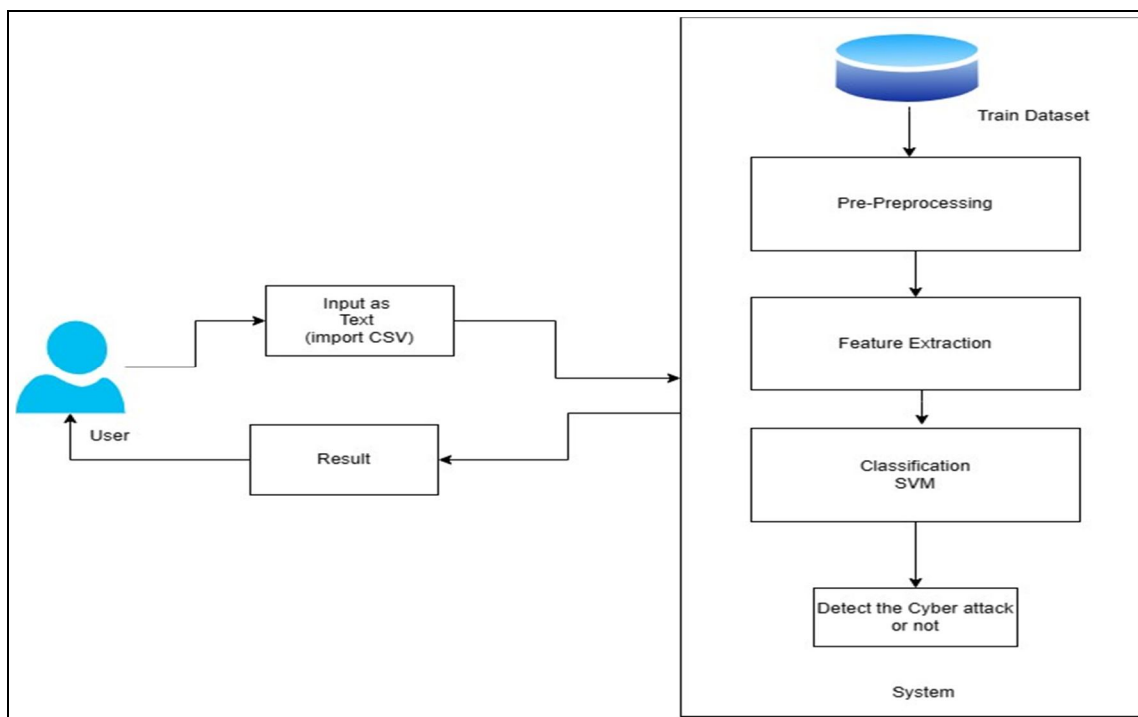 Train Dataset
Pre-Preprocessing
Input as
Text
(import CSV)
Feature Extraction
User
Result
Classification
SVM
Detect the Cyber attack
or not
System